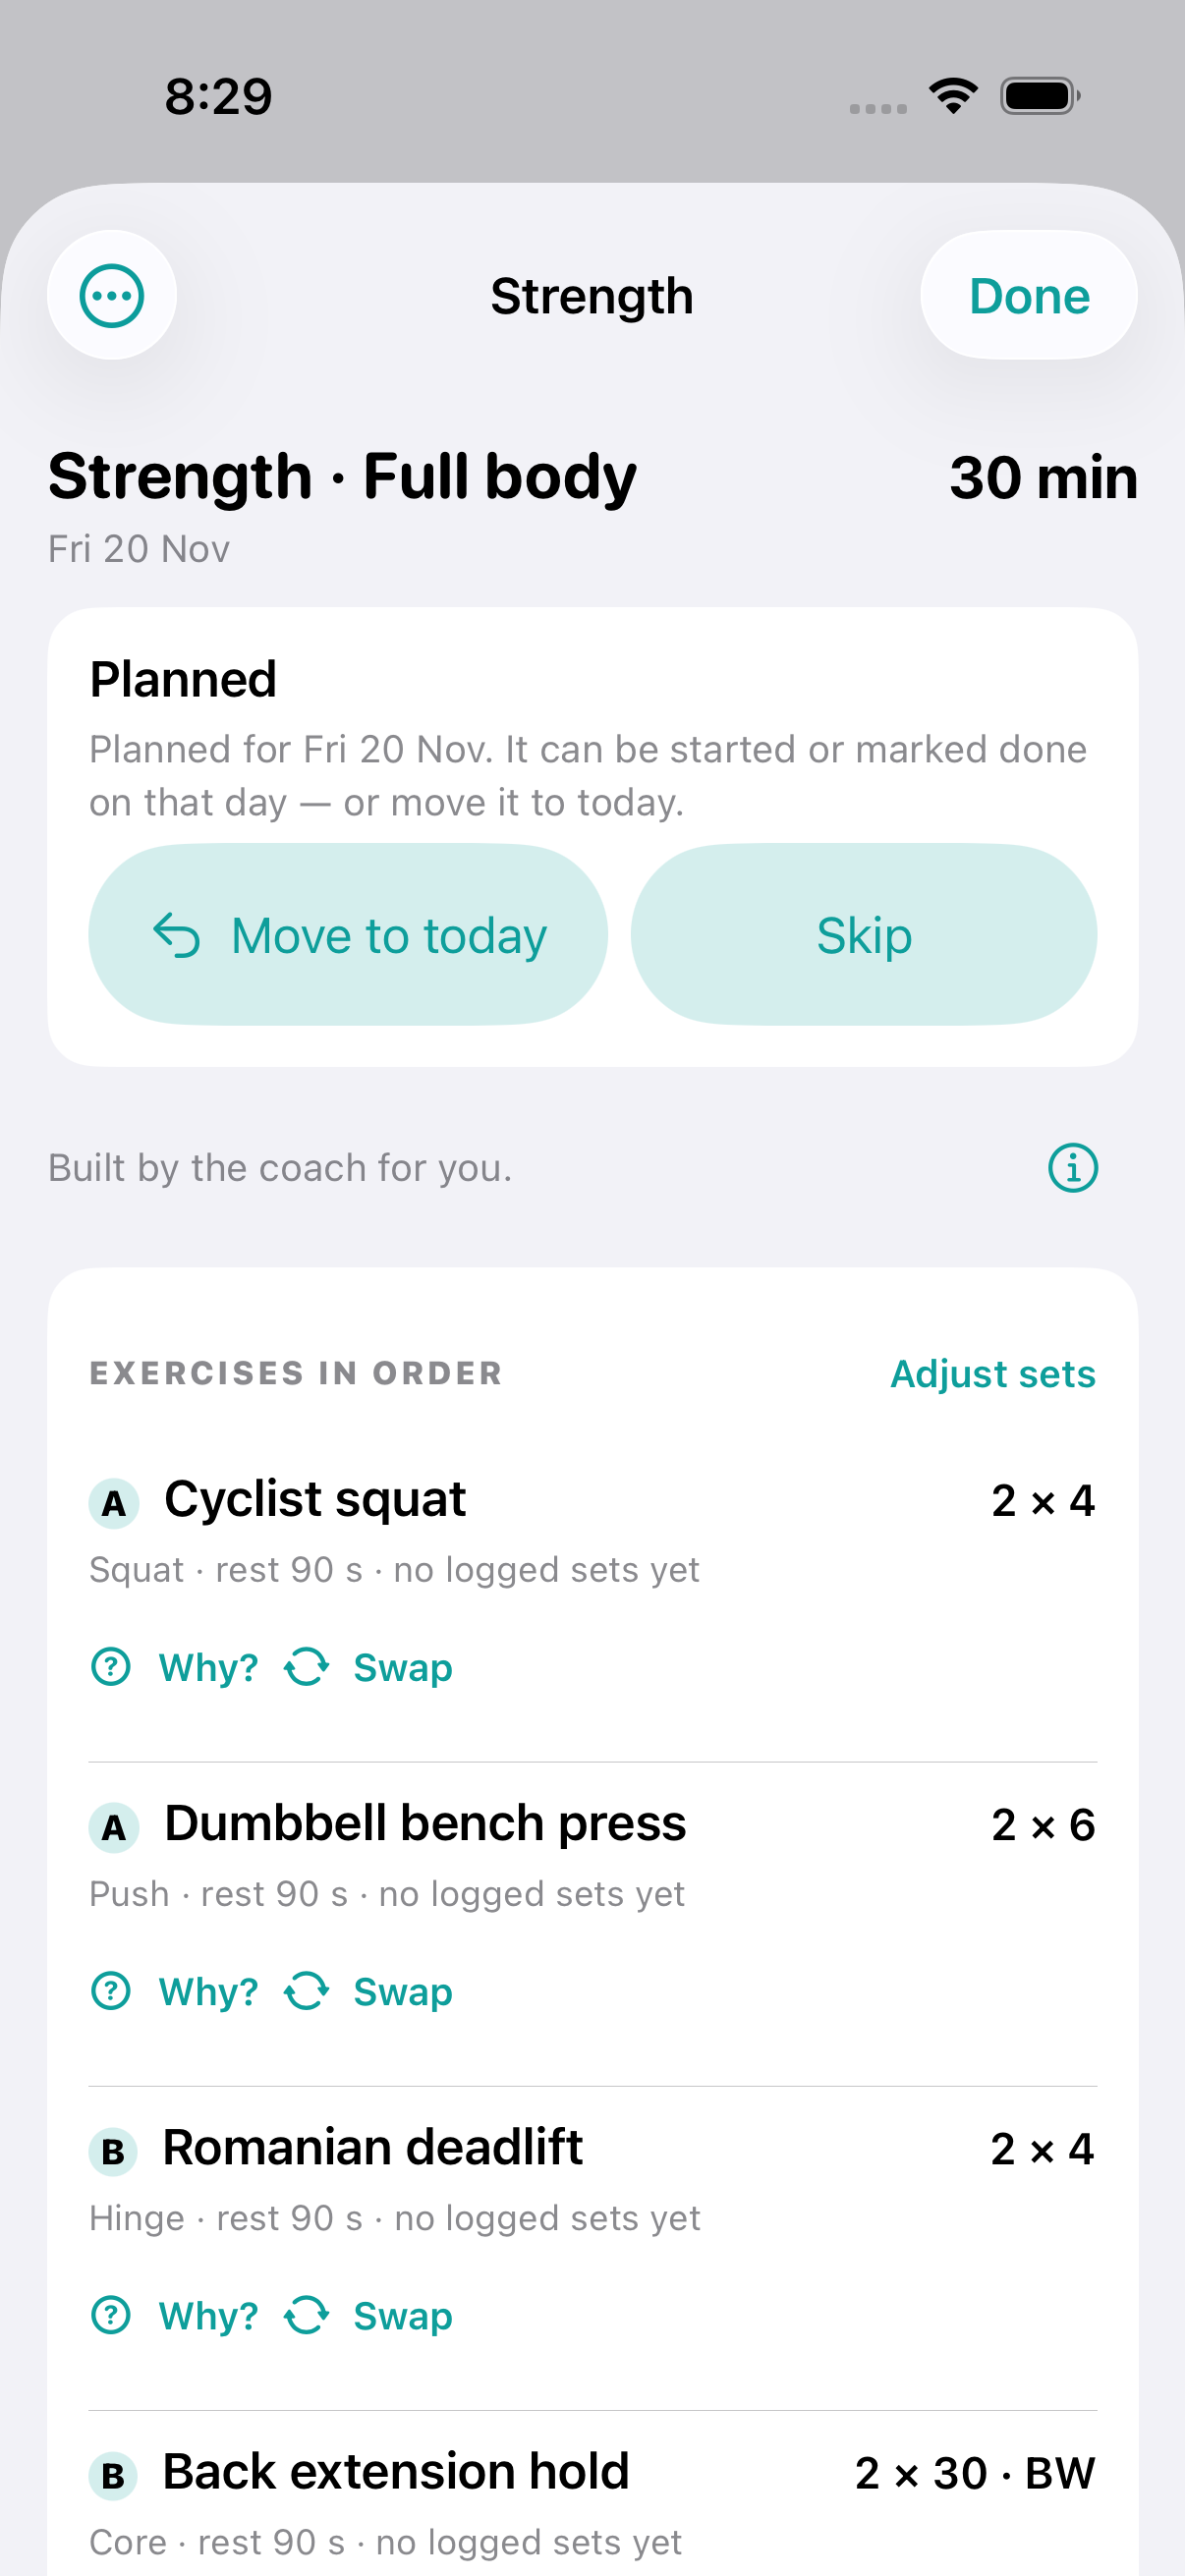 8:29
Strength
Done
Strength · Full body
30 min
Fri 20 Nov
Planned
Planned for Fri 20 Nov. It can be started or marked done
on that day — or move it to today.
Move to today
Skip
Built by the coach for you.
EXERCISES IN ORDER
Adjust sets
A Cyclist squat
2 × 4
Squat · rest 90 s · no logged sets yet
Why? Swap
A Dumbbell bench press
2 × 6
Push · rest 90 s · no logged sets yet
Why? Swap
B Romanian deadlift
2 × 4
Hinge · rest 90 s · no logged sets yet
Why? Swap
B Back extension hold
2 × 30 · BW
Core · rest 90 s · no logged sets yet